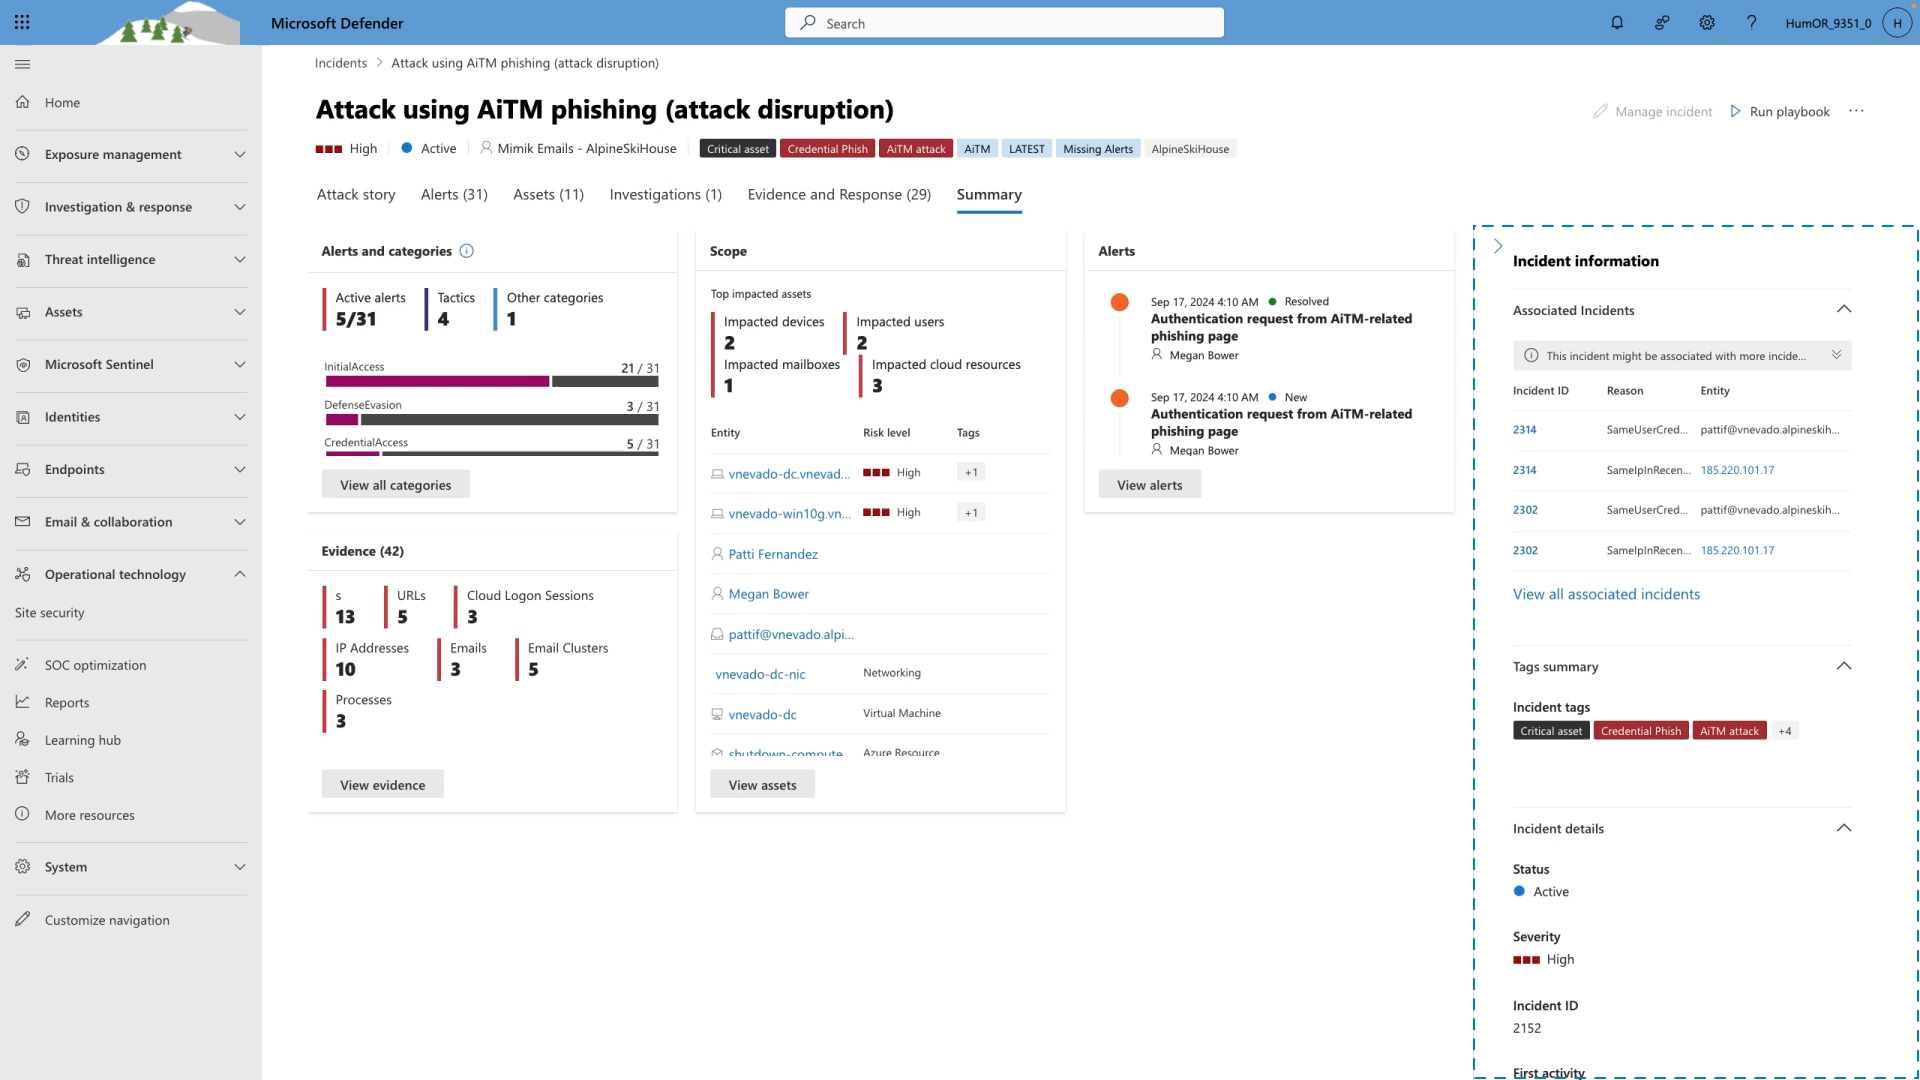 Microsoft Defender
Search
HumOR_9351_0
H
Home
Exposure management
Investigation & response
Threat intelligence
Assets
Microsoft Sentinel
Identities
Endpoints
Email & collaboration
Operational technology
Site security
SOC optimization
Reports
Learning hub
Trials
More resources
System
Customize navigation
Incidents > Attack using AiTM phishing (attack disruption)
Attack using AiTM phishing (attack disruption)
Manage incident
Run playbook
High
Active
Mimik Emails - AlpineSkiHouse
Critical asset
Credential Phish
AiTM attack
AiTM
LATEST
Missing Alerts
AlpineSkiHouse
Attack story
Alerts (31)
Assets (11)
Investigations (1)
Evidence and Response (29)
Summary
Alerts and categories
Active alerts
5/31
Tactics
4
Other categories
1
InitialAccess 21 / 31
DefenseEvasion 3 / 31
CredentialAccess 5 / 31
View all categories
Evidence (42)
s
13
URLs
5
Cloud Logon Sessions
3
IP Addresses
10
Emails
3
Email Clusters
5
Processes
3
View evidence
Scope
Top impacted assets
Impacted devices
2
Impacted users
2
Impacted mailboxes
1
Impacted cloud resources
3
Entity Risk level Tags
vnevado-dc.vnevad... High +1
vnevado-win10g.vn... High +1
Patti Fernandez
Megan Bower
pattif@vnevado.alpi...
vnevado-dc-nic Networking
vnevado-dc Virtual Machine
shutdown-compute Azure Resource
View assets
Alerts
Sep 17, 2024 4:10 AM Resolved
Authentication request from AiTM-related
phishing page
Megan Bower
Sep 17, 2024 4:10 AM New
Authentication request from AiTM-related
phishing page
Megan Bower
View alerts
Incident information
Associated Incidents
This incident might be associated with more incide...
Incident ID Reason Entity
2314 SameUserCred... pattif@vnevado.alpineskih...
2314 SameIpInRecen... 185.220.101.17
2302 SameUserCred... pattif@vnevado.alpineskih...
2302 SameIpInRecen... 185.220.101.17
View all associated incidents
Tags summary
Incident tags
Critical asset Credential Phish AiTM attack +4
Incident details
Status
Active
Severity
High
Incident ID
2152
First activity